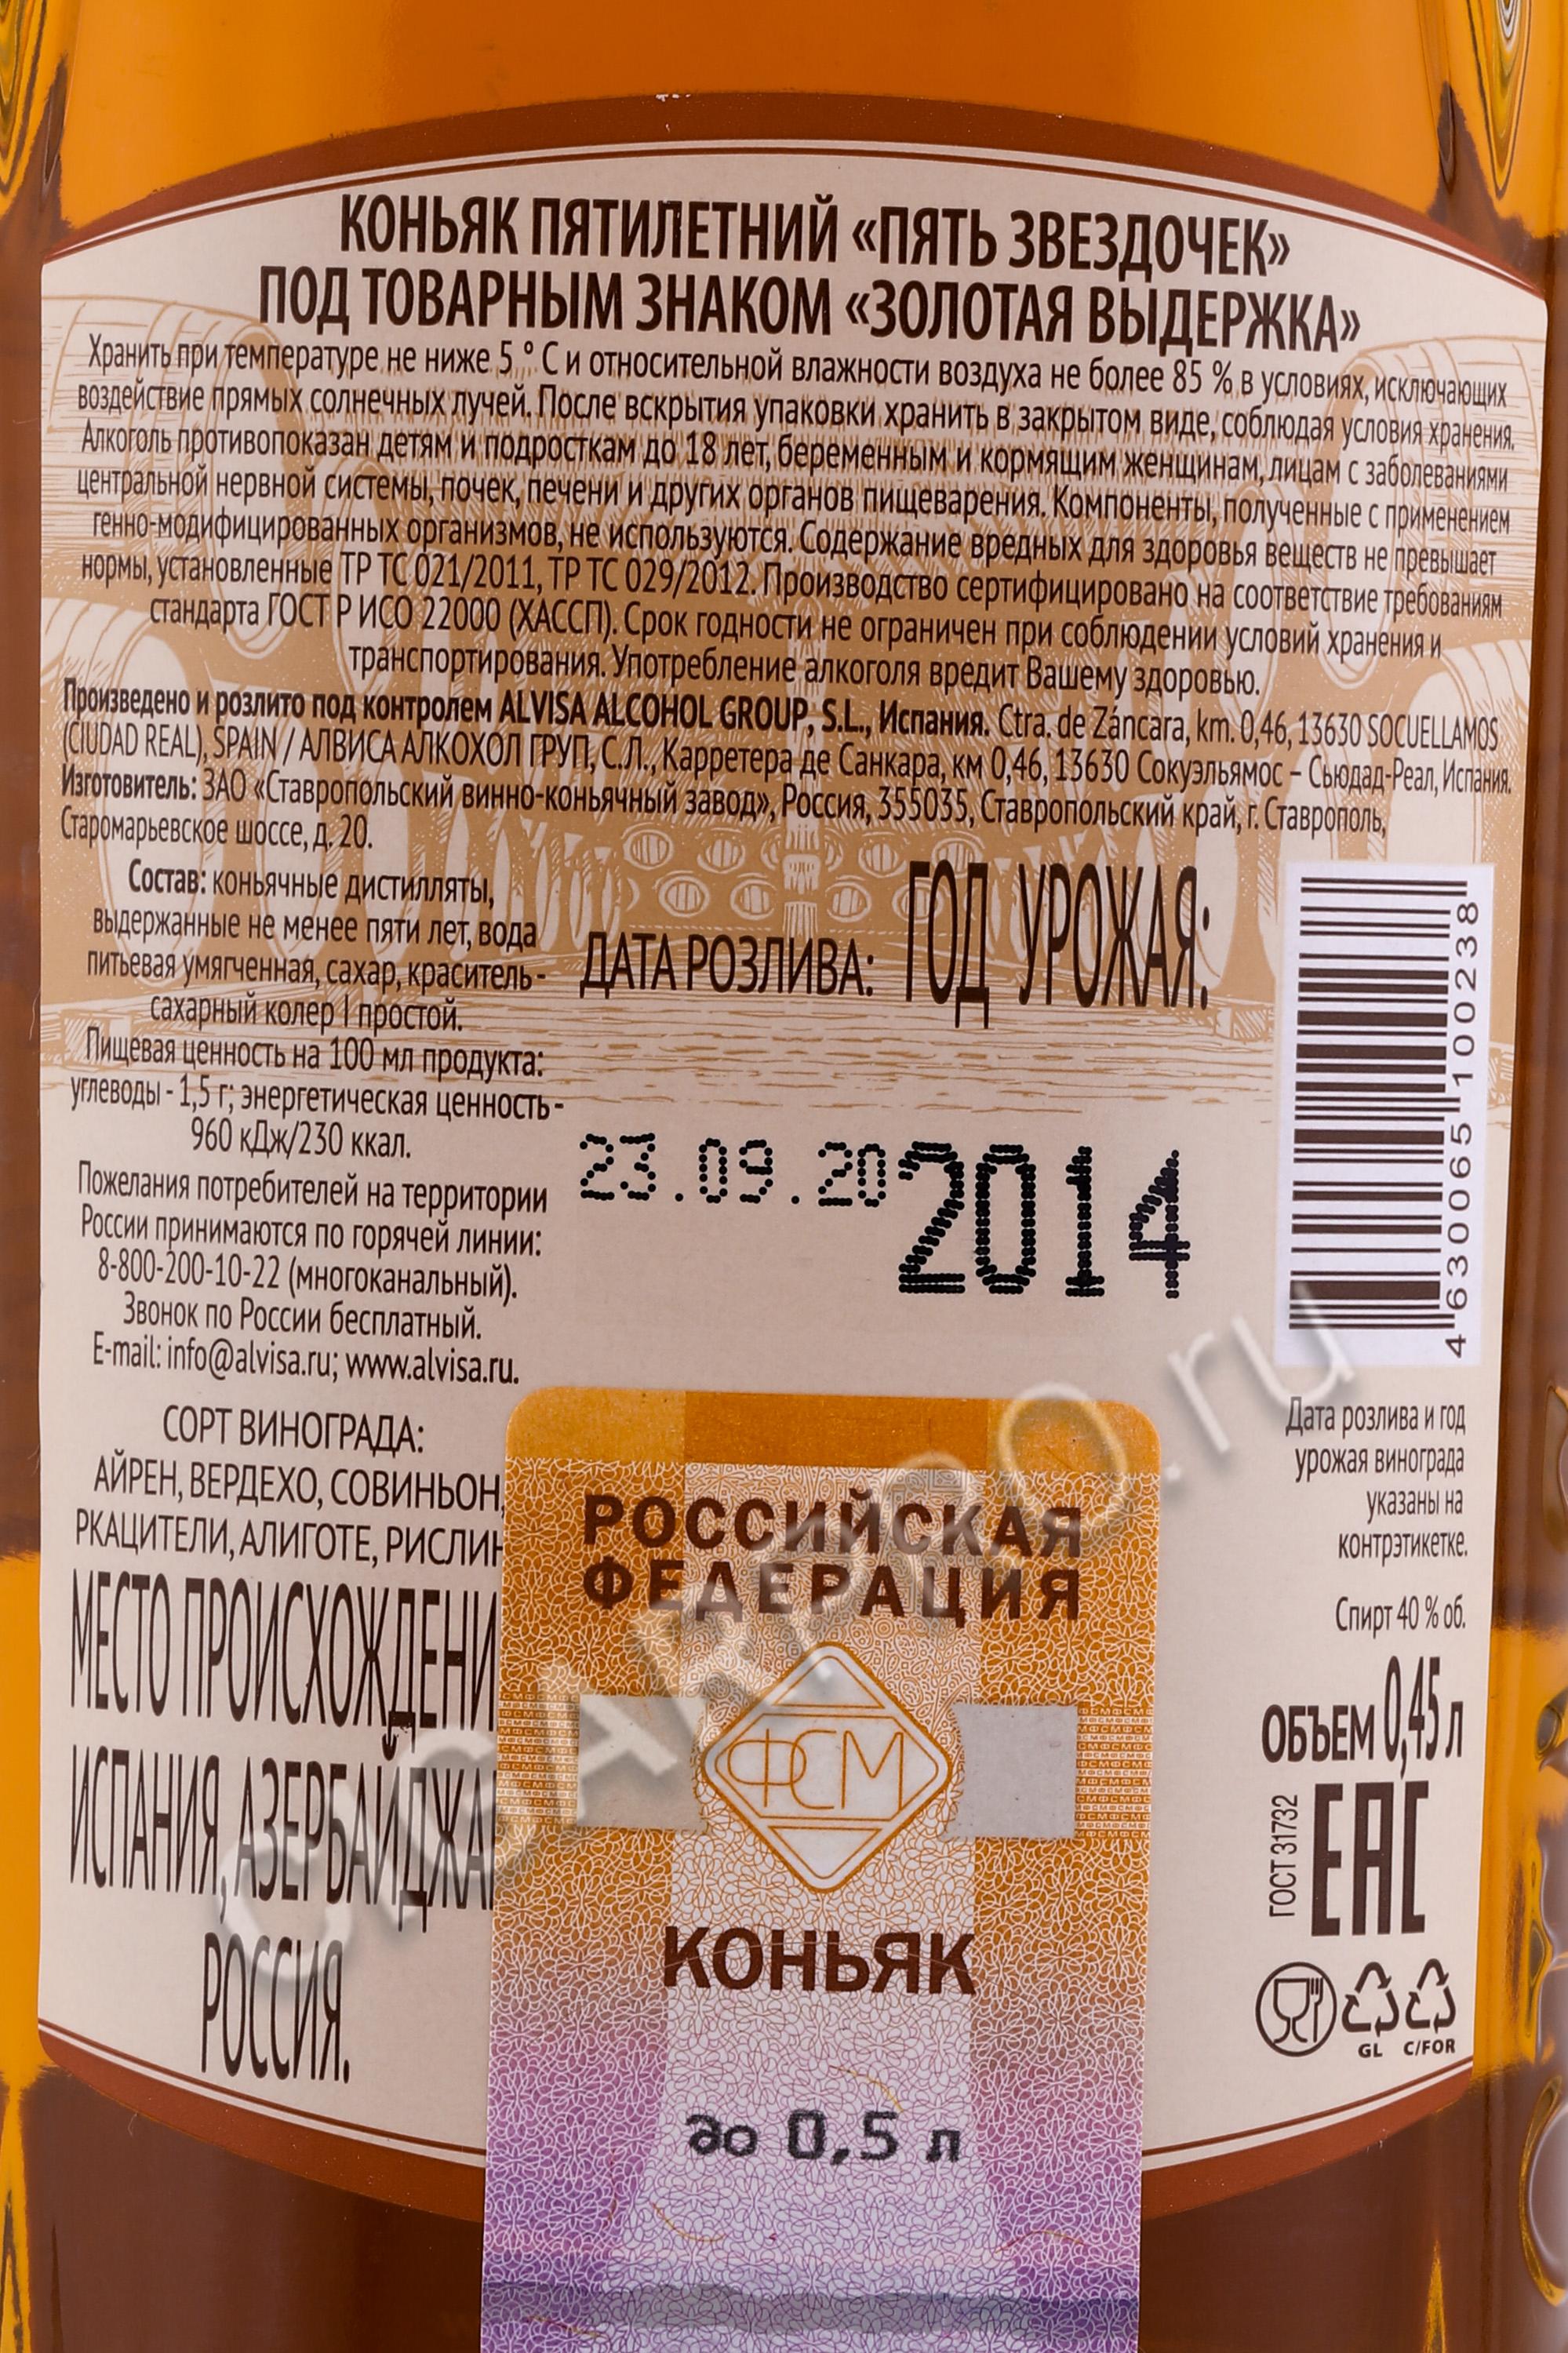 КОНЬЯК ПЯТИЛЕТНИЙ «ПЯТЬ ЗВЕЗДОЧЕК»
ПОД ТОВАРНЫМ ЗНАКОМ «ЗОЛОТАЯ ВЫДЕРЖКА»
Хранить при температуре не ниже 5 ° С и относительной влажности воздуха не более 85 % в условиях, исключающих
воздействие прямых солнечных лучей. После вскрытия упаковки хранить в закрытом виде, соблюдая условия хранения.
Алкоголь противопоказан детям и подросткам до 18 лет, беременным и кормящим женщинам, лицам с заболеваниями
центральной нервной системы, почек, печени и других органов пищеварения. Компоненты, полученные с применением
генно-модифицированных организмов, не используются. Содержание вредных для здоровья веществ не превышает
нормы, установленные ТР ТС 021/2011, ТР ТС 029/2012. Производство сертифицировано на соответствие требованиям
стандарта ГОСТ Р ИСО 22000 (ХАССП). Срок годности не ограничен при соблюдении условий хранения и
транспортирования. Употребление алкоголя вредит Вашему здоровью.
Произведено и розлито под контролем ALVISA ALCOHOL GROUP, S.L., Испания. Ctra. de Záncara, km. 0,46, 13630 SOCUELLAMOS
(CIUDAD REAL), SPAIN / АЛВИСА АЛКОХОЛ ГРУП, С.Л., Карретера де Санкара, км 0,46, 13630 Сокуэльямос – Сьюдад-Реал, Испания.
Изготовитель: ЗАО «Ставропольский винно-коньячный завод», Россия, 355035, Ставропольский край, г. Ставрополь,
Старомарьевское шоссе, д. 20.
Состав: коньячные дистилляты,
выдержанные не менее пяти лет, вода
питьевая умягченная, сахар, краситель -
сахарный колер I простой.
Пищевая ценность на 100 мл продукта:
углеводы - 1,5 г; энергетическая ценность -
960 кДж/230 ккал.
Пожелания потребителей на территории
России принимаются по горячей линии:
8-800-200-10-22 (многоканальный).
Звонок по России бесплатный.
E-mail: info@alvisa.ru; www.alvisa.ru.
СОРТ ВИНОГРАДА:
АЙРЕН, ВЕРДЕХО, СОВИНЬОН,
РКАЦИТЕЛИ, АЛИГОТЕ, РИСЛИН
МЕСТО ПРОИСХОЖДЕНИ
ИСПАНИЯ, АЗЕРБАЙДЖА
РОССИЯ.
ДАТА РОЗЛИВА: ГОД УРОЖАЯ:
23.09.20 2014
4 630065 100238
Дата розлива и год
урожая винограда
указаны на
контрэтикетке.
Спирт 40 % об.
ОБЪЕМ 0,45 л
ГОСТ 31732
ЕАС
GL C/FOR
РОССИЙСКАЯ
ФЕДЕРАЦИЯ
ФСМ
КОНЬЯК
до 0,5 л
CIGARPRO.ru